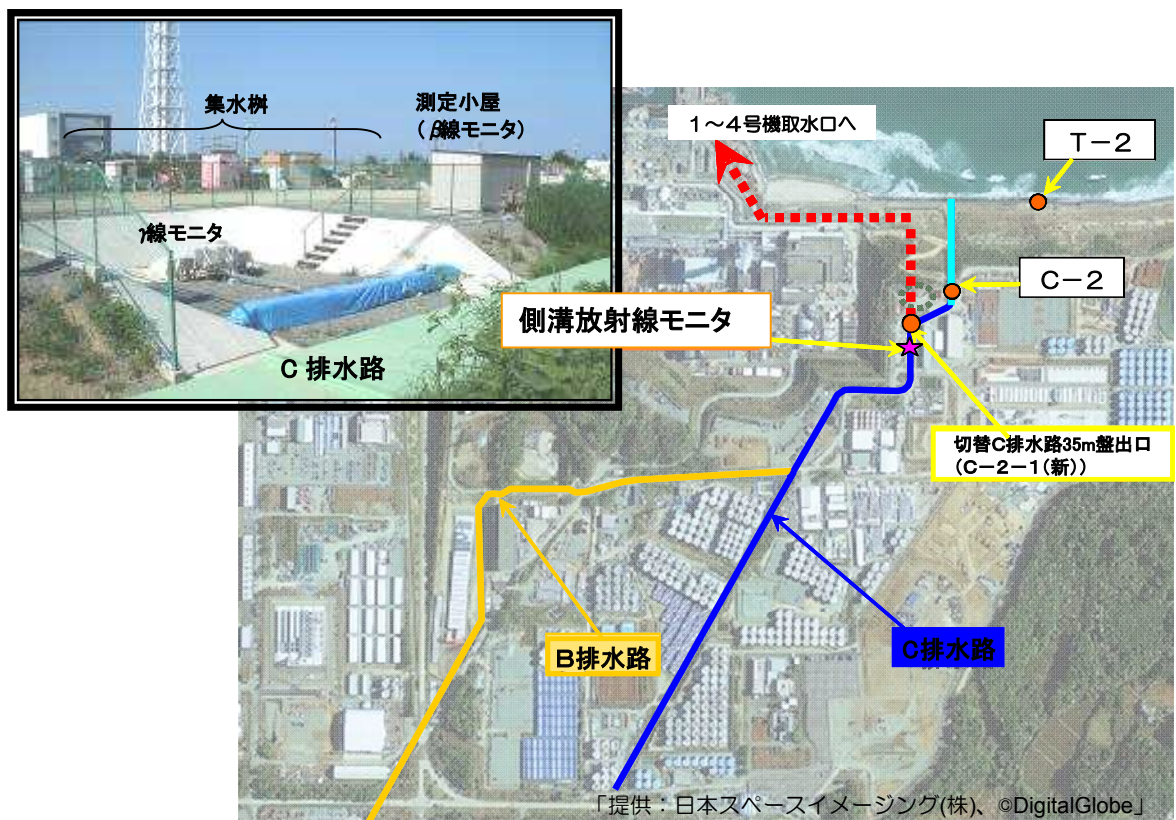 集水桝
測定小屋
（β線モニタ）
γ線モニタ
C 排水路
１～４号機取水口へ
Ｔ－２
Ｃ－２
側溝放射線モニタ
切替C排水路35m盤出口
（C－2－1（新））
B排水路
C排水路
「提供：日本スペースイメージング(株)、©DigitalGlobe」